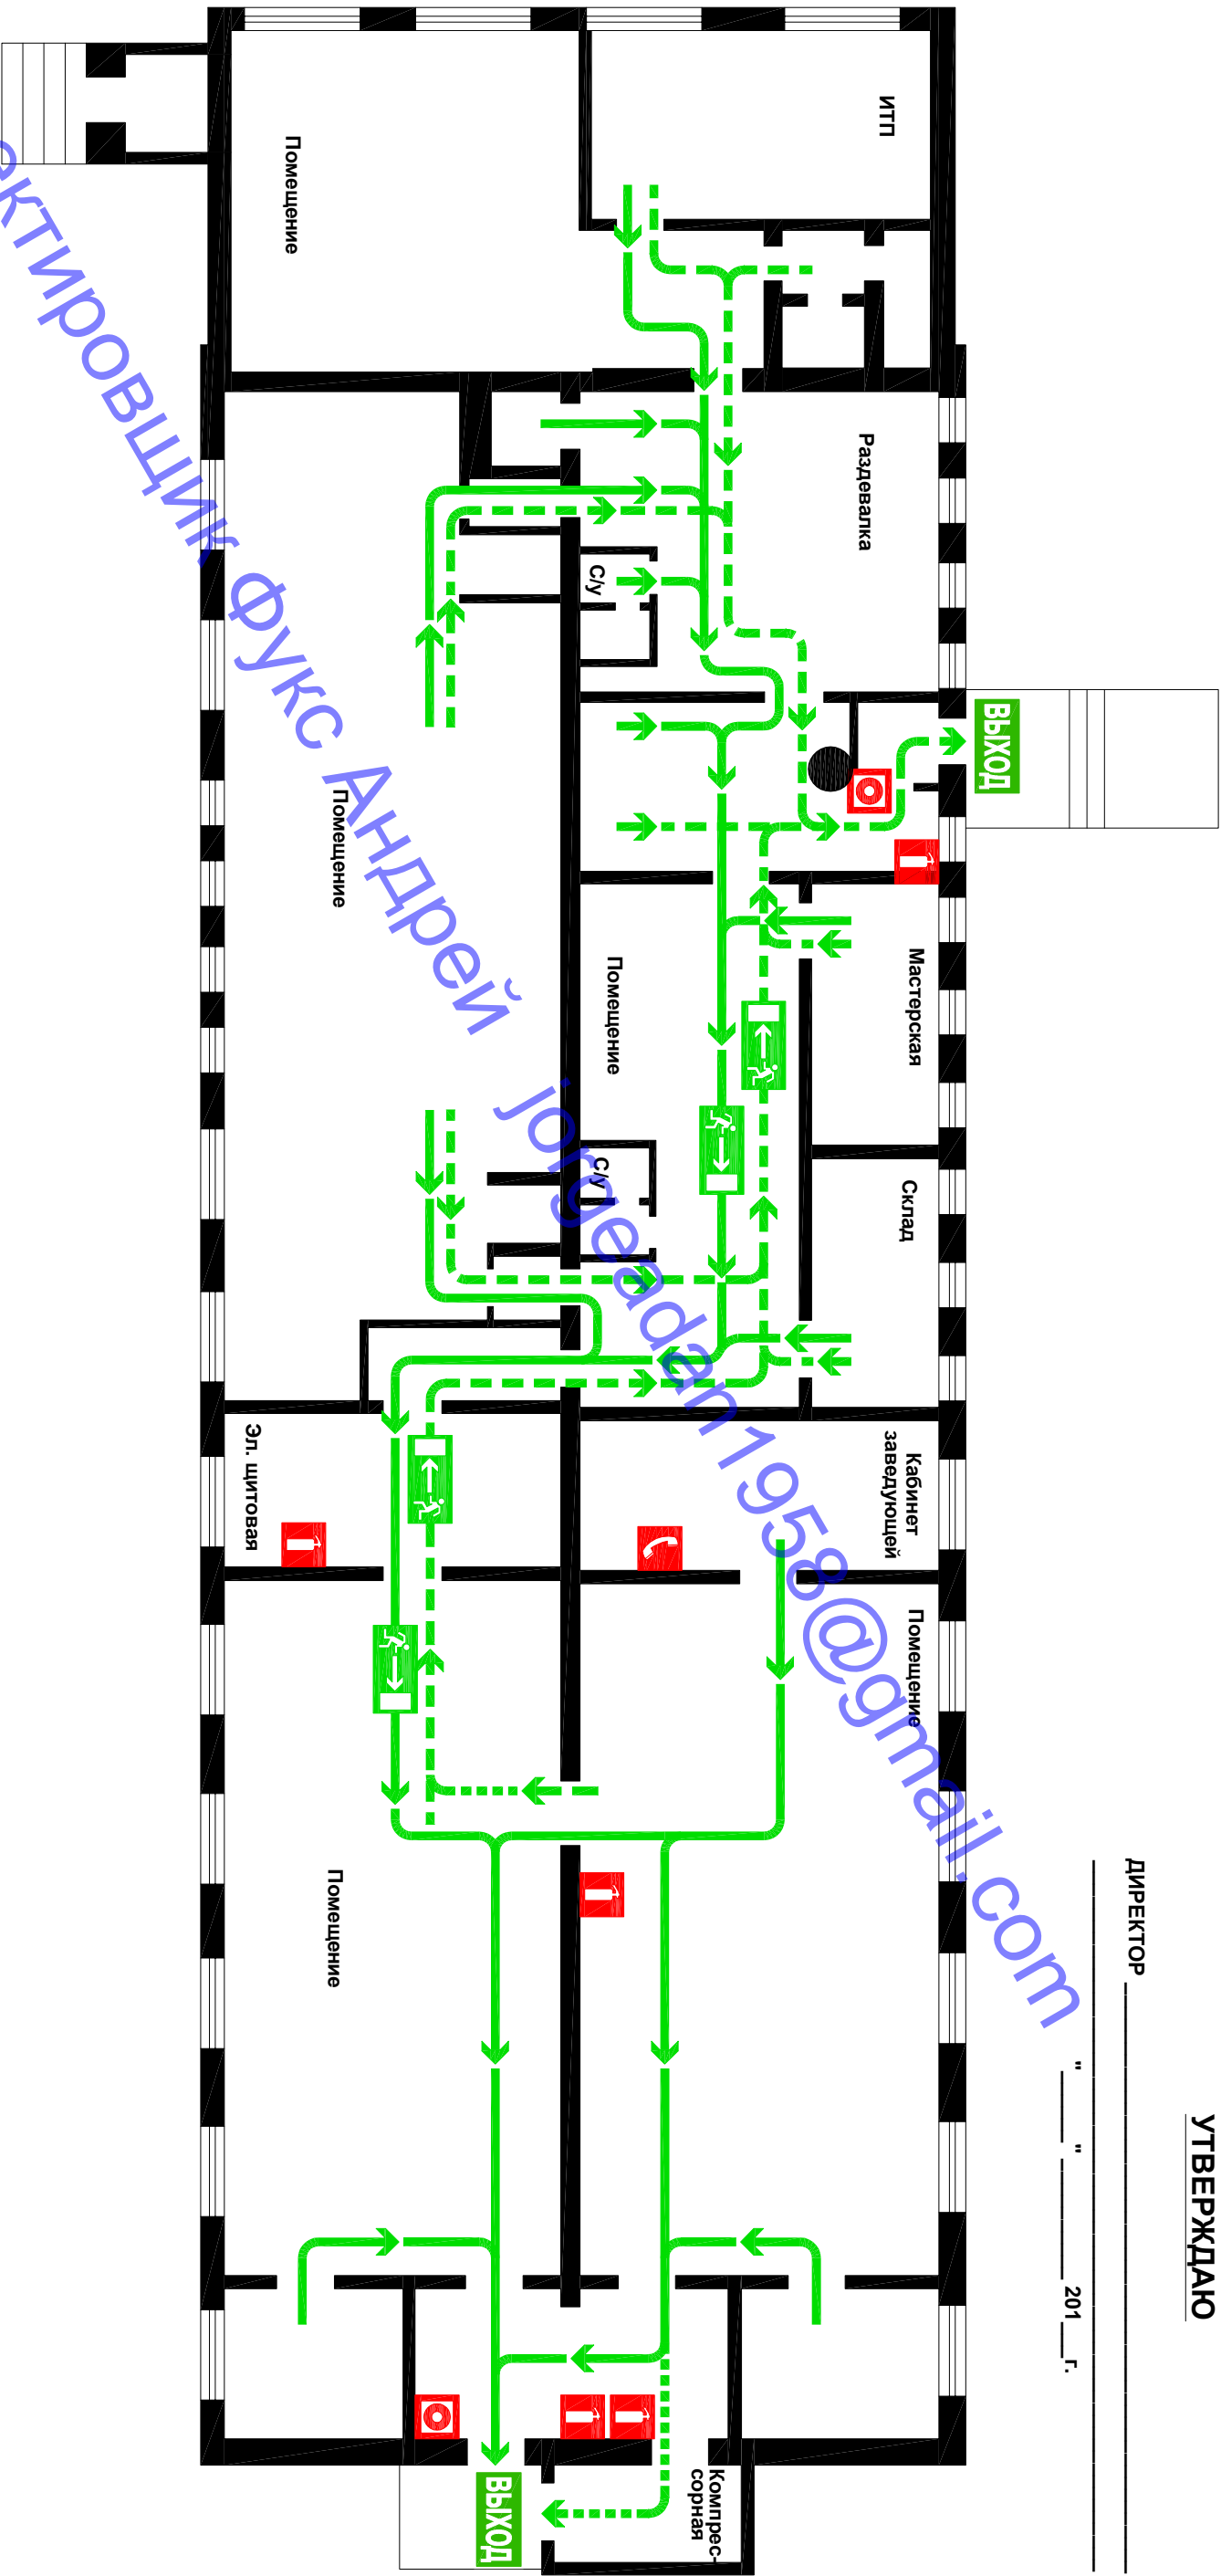 УТВЕРЖДАЮ
ДИРЕКТОР
" " 201 г.
ВЫХОД
ИТП
Раздевалка
Мастерская
Склад
Кабинет
заведующей
Помещение
С/у
Помещение
С/у
Компрес-
сорная
Помещение
Помещение
Эл. щитовая
Помещение
ВЫХОД
ектировщик Фукс Андрей jorgeadan1958@gmail.com